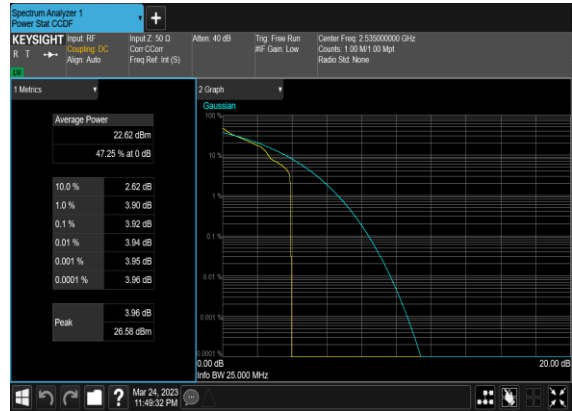 Spectrum Analyzer 1
Power Stat CCDF
KEYSIGHT
R T
Input: RF
Coupling: DC
Align: Auto
Input Z: 50 Ω
Corr CCorr
Freq Ref: Int (S)
Atten: 40 dB
Trig: Free Run
#IF Gain: Low
Center Freq: 2.535000000 GHz
Counts: 1.00 M/1.00 Mpt
Radio Std: None
1 Metrics
Average Power
22.62 dBm
47.25 % at 0 dB
10.0 % 2.62 dB
1.0 % 3.90 dB
0.1 % 3.92 dB
0.01 % 3.94 dB
0.001 % 3.95 dB
0.0001 % 3.96 dB
Peak
3.96 dB
26.58 dBm
2 Graph
Gaussian
100 %
10 %
1 %
0.1 %
0.01 %
0.001 %
0.0001 %
0.00 dB
20.00 dB
Info BW 25.000 MHz
?
Mar 24, 2023
11:49:32 PM